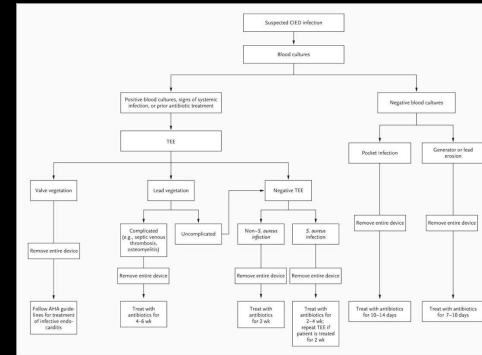 Suspected CIED infection
Blood cultures
Positive blood cultures, signs of systemic
infection, or prior antibiotic treatment
Negative blood cultures
TEE
Pocket infection
Generator or lead
erosion
Valve vegetation
Lead vegetation
Negative TEE
Complicated
(e.g., septic venous
thrombosis,
osteomyelitis)
Uncomplicated
Non–S. aureus
infection
S. aureus
infection
Remove entire device
Remove entire device
Remove entire device
Remove entire device
Remove entire device
Remove entire device
Follow AHA guide-
lines for treatment
of infective endo-
carditis
Treat with
antibiotics for
4–6 wk
Treat with
antibiotics
for 2 wk
Treat with
antibiotics for
2–4 wk;
repeat TEE if
patient is treated
for 2 wk
Treat with antibiotics
for 10–14 days
Treat with antibiotics
for 7–10 days